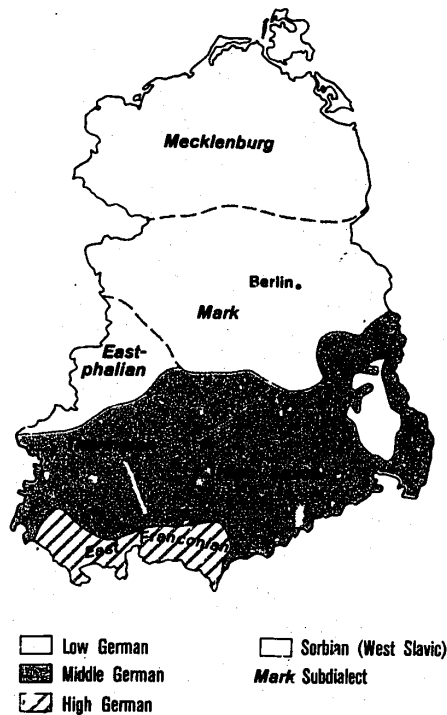 Mecklenburg
Berlin
Mark
East-
phalian
East Franconian
Low German
Middle German
High German
Sorbian (West Slavic)
Mark Subdialect